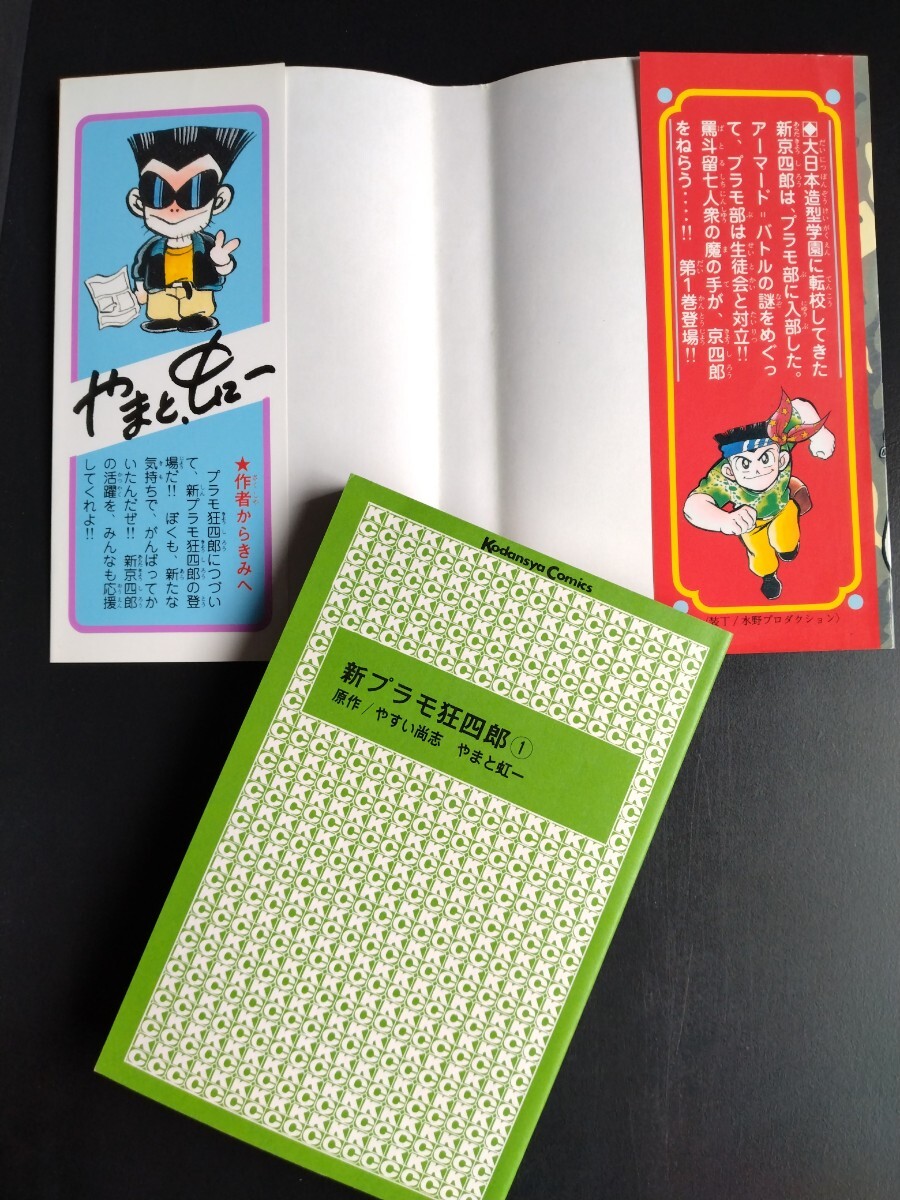 やまと虹一
★作者からきみへ
プラモ狂四郎につづい
て、新プラモ狂四郎の登
場だ!! ぼくも、新たな
気持ちで、がんばってか
いたんだぜ!! 新京四郎
の活躍を、みんなも応援
してくれよ!!
◆大日本造型学園に転校してきた
新京四郎は、プラモ部に入部した。
アーマード=バトルの謎をめぐっ
て、プラモ部は生徒会と対立!!
罵斗留七人衆の魔の手が、京四郎
をねらう‥‥!! 第1巻登場!!
〈装丁/水野プロダクション〉
Kodansya Comics
新プラモ狂四郎①
原作/やすい尚志 やまと虹一